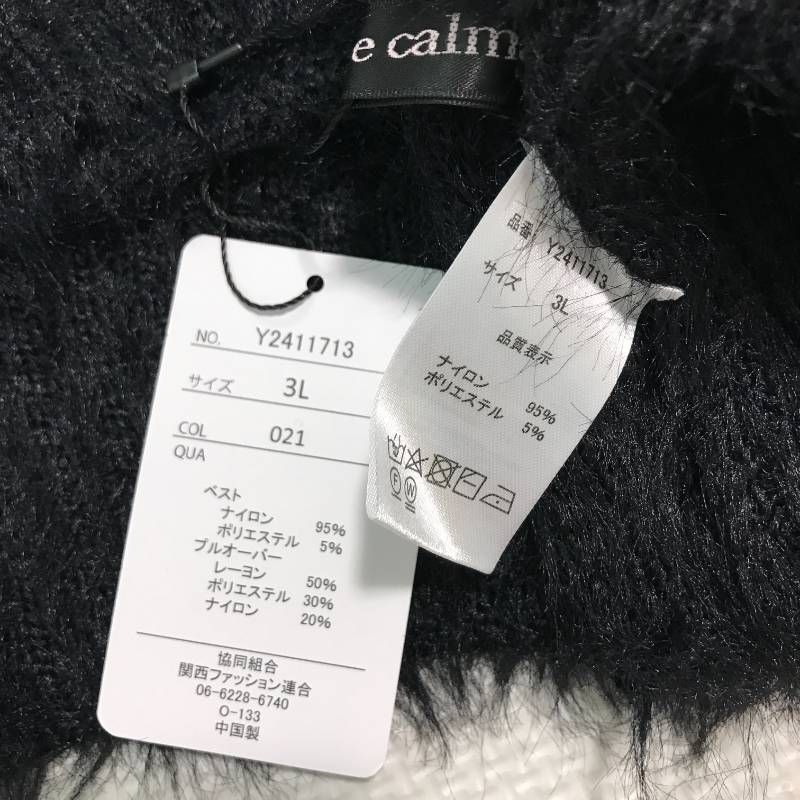 e calm
NO. Y2411713
サイズ 3L
COL 021
QUA
ベスト
ナイロン 95%
ポリエステル 5%
プルオーバー
レーヨン 50%
ポリエステル 30%
ナイロン 20%
協同組合
関西ファッション連合
06-6228-6740
O-133
中国製
品番 Y2411713
サイズ 3L
品質表示
ナイロン 95%
ポリエステル 5%
F W